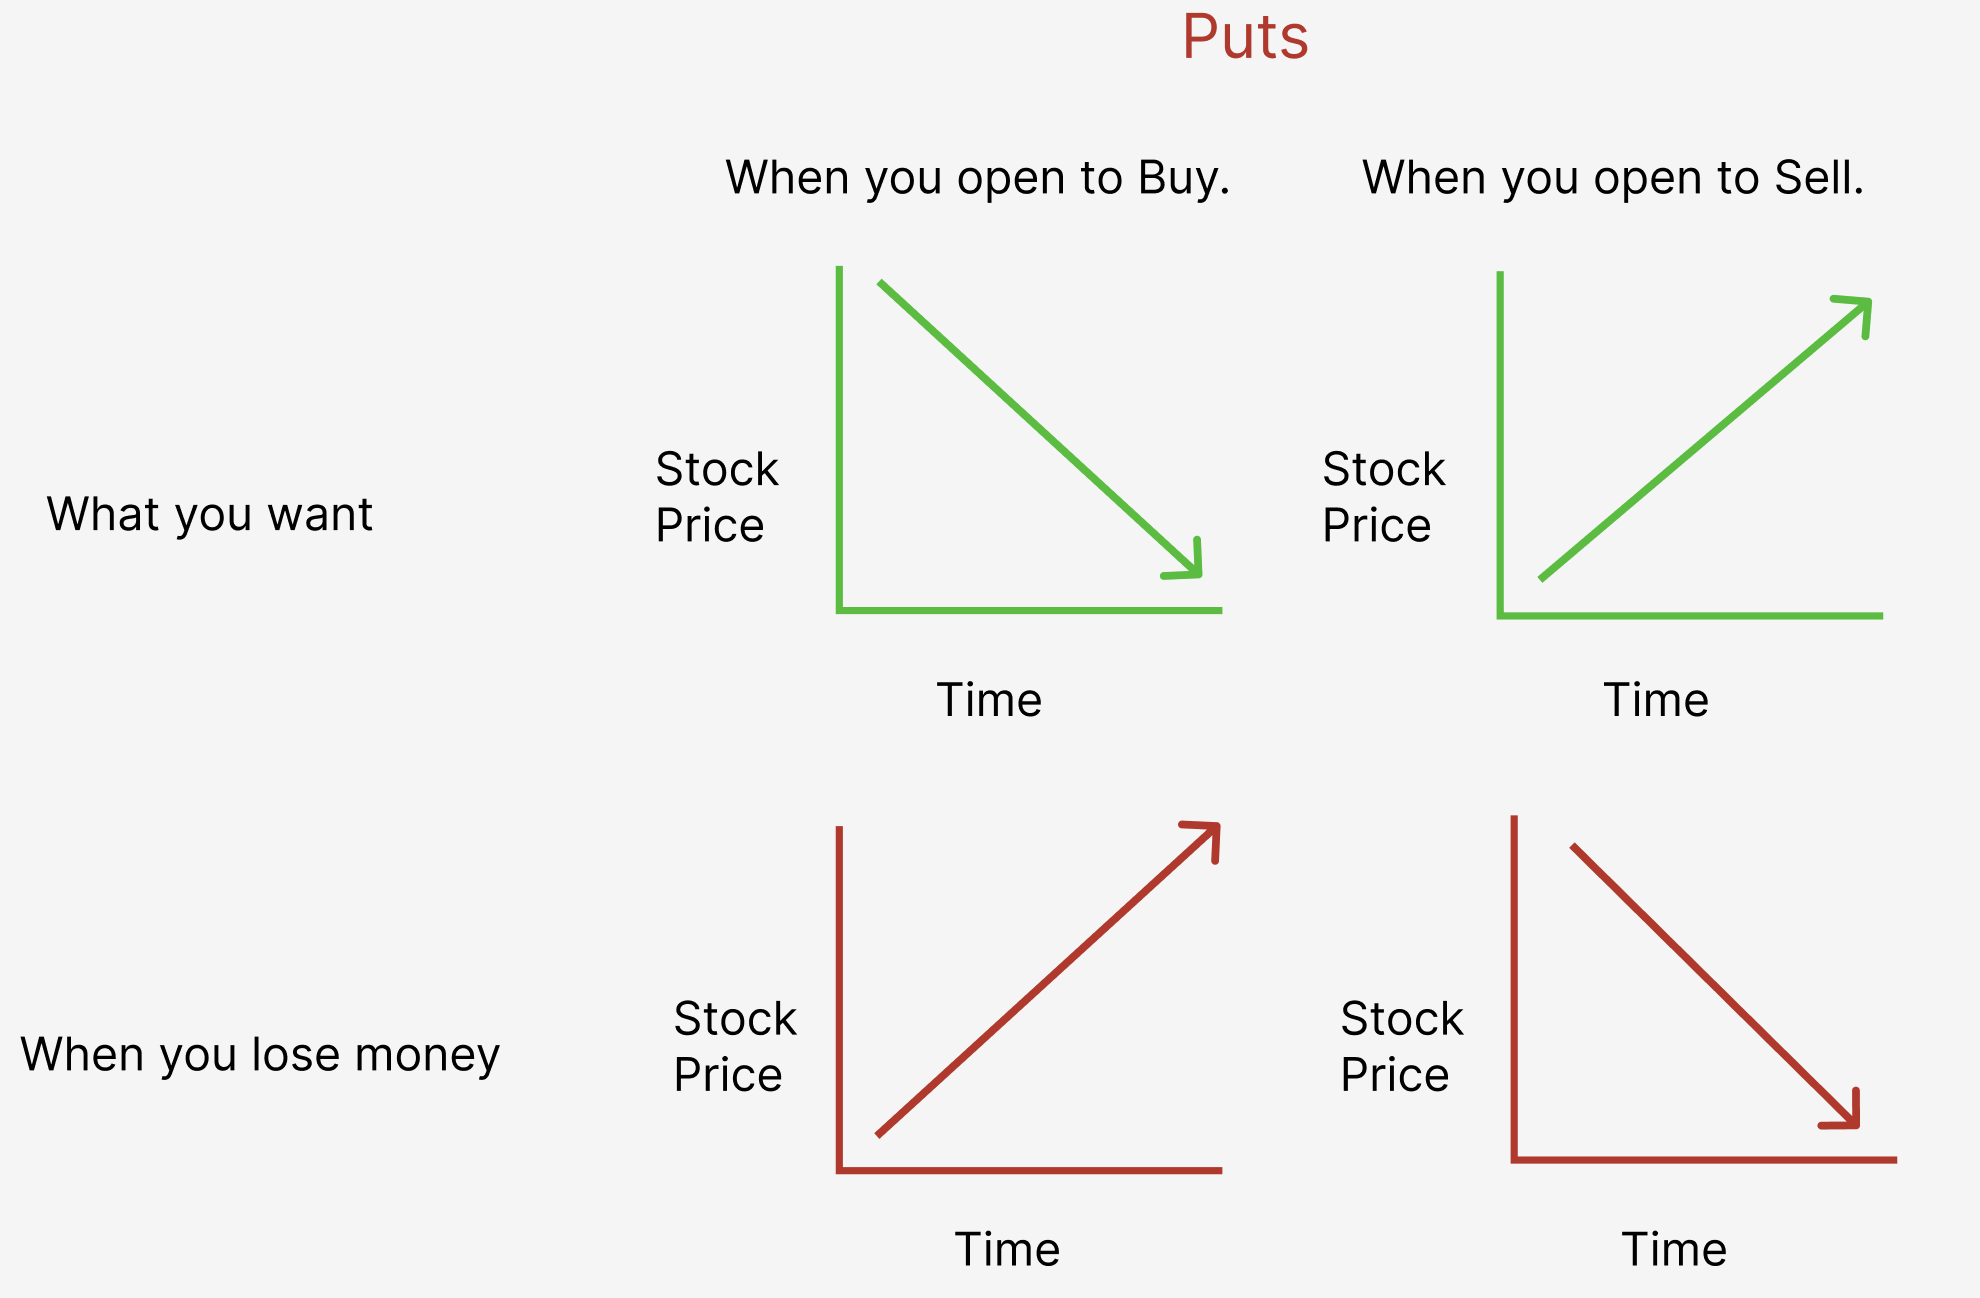 Puts
When you open to Buy.
When you open to Sell.
What you want
Stock
Price
Time
Stock
Price
Time
When you lose money
Stock
Price
Time
Stock
Price
Time